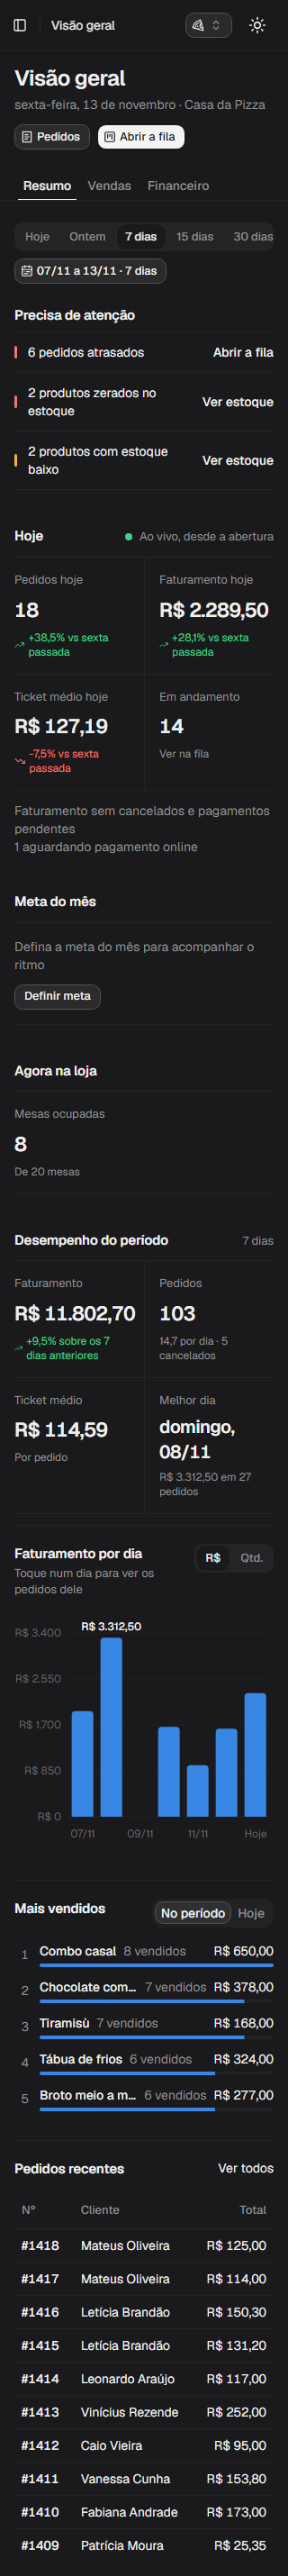 Visão geral
Visão geral
sexta-feira, 13 de novembro · Casa da Pizza
Pedidos
Abrir a fila
Resumo
Vendas
Financeiro
Hoje
Ontem
7 dias
15 dias
30 dias
07/11 a 13/11 · 7 dias
Precisa de atenção
6 pedidos atrasados
Abrir a fila
2 produtos zerados no
estoque
Ver estoque
2 produtos com estoque
baixo
Ver estoque
Hoje
Ao vivo, desde a abertura
Pedidos hoje
18
+38,5% vs sexta
passada
Faturamento hoje
R$ 2.289,50
+28,1% vs sexta
passada
Ticket médio hoje
R$ 127,19
-7,5% vs sexta
passada
Em andamento
14
Ver na fila
Faturamento sem cancelados e pagamentos
pendentes
1 aguardando pagamento online
Meta do mês
Defina a meta do mês para acompanhar o
ritmo
Definir meta
Agora na loja
Mesas ocupadas
8
De 20 mesas
Desempenho do período
7 dias
Faturamento
R$ 11.802,70
+9,5% sobre os 7
dias anteriores
Pedidos
103
14,7 por dia · 5
cancelados
Ticket médio
R$ 114,59
Por pedido
Melhor dia
domingo,
08/11
R$ 3.312,50 em 27
pedidos
Faturamento por dia
Toque num dia para ver os
pedidos dele
R$
Qtd.
R$ 3.312,50
R$ 3.400
R$ 2.550
R$ 1.700
R$ 850
R$ 0
07/11
09/11
11/11
Hoje
Mais vendidos
No período
Hoje
1 Combo casal 8 vendidos R$ 650,00
2 Chocolate com... 7 vendidos R$ 378,00
3 Tiramisù 7 vendidos R$ 168,00
4 Tábua de frios 6 vendidos R$ 324,00
5 Broto meio a m... 6 vendidos R$ 277,00
Pedidos recentes
Ver todos
Nº Cliente Total
#1418 Mateus Oliveira R$ 125,00
#1417 Mateus Oliveira R$ 114,00
#1416 Letícia Brandão R$ 150,30
#1415 Letícia Brandão R$ 131,20
#1414 Leonardo Araújo R$ 117,00
#1413 Vinícius Rezende R$ 252,00
#1412 Caio Vieira R$ 95,00
#1411 Vanessa Cunha R$ 153,80
#1410 Fabiana Andrade R$ 173,00
#1409 Patrícia Moura R$ 25,35